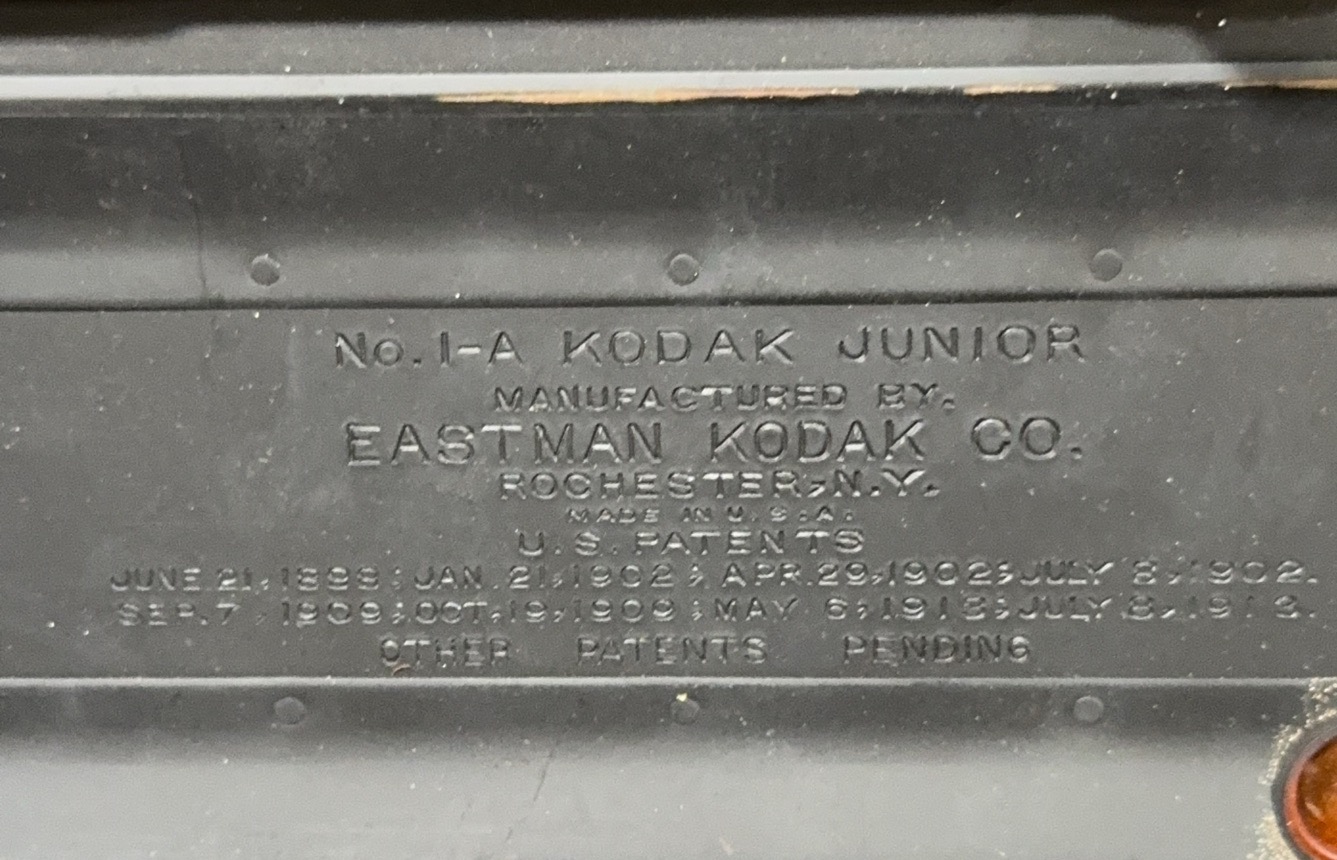 No. 1-A KODAK JUNIOR
MANUFACTURED BY.
EASTMAN KODAK CO.
ROCHESTER, N.Y.
MADE IN U.S.A.
U.S. PATENTS
JUNE 21, 1898; JAN. 21, 1902; APR. 29, 1902; JULY 8, 1902.
SEP. 7, 1909; OCT. 19, 1909; MAY 6, 1913; JULY 8, 1913.
OTHER PATENTS PENDING